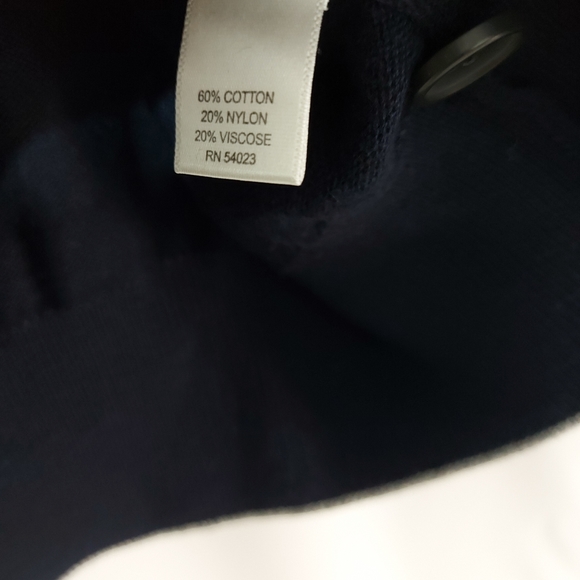 60% COTTON
20% NYLON
20% VISCOSE
RN 54023